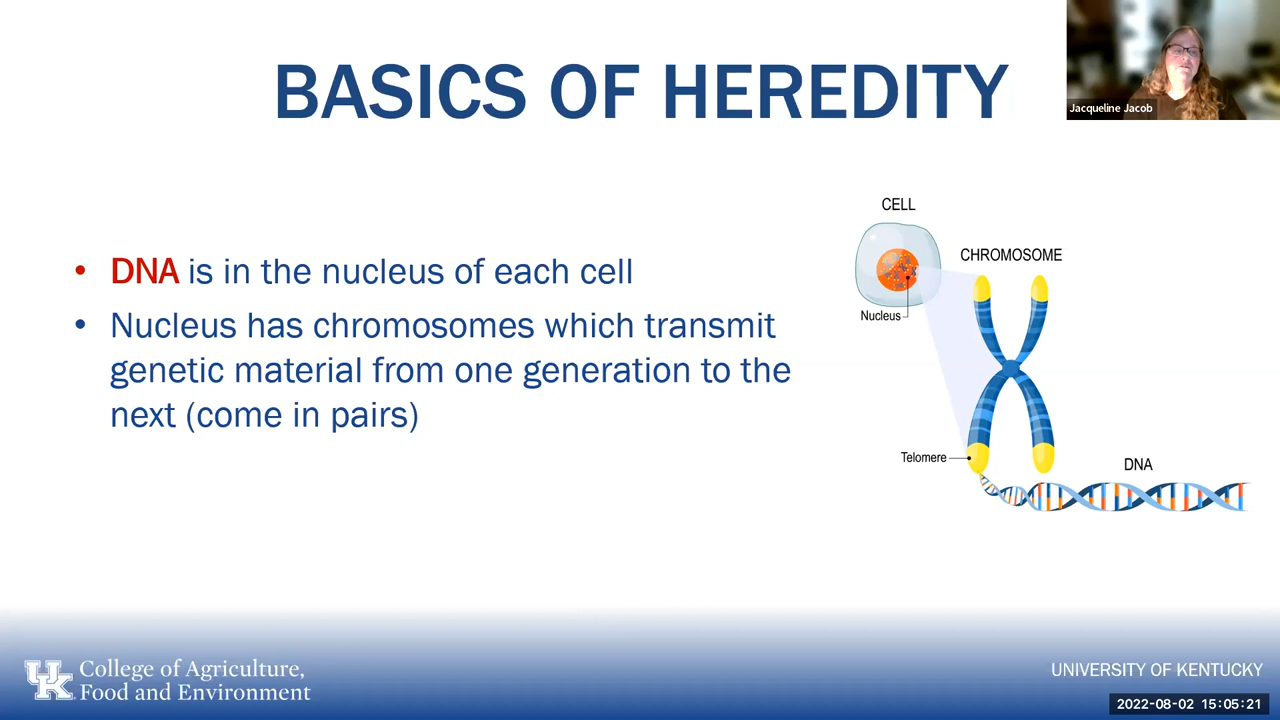 BASICS OF HEREDITY
Jacqueline Jacob
• DNA is in the nucleus of each cell
• Nucleus has chromosomes which transmit
genetic material from one generation to the
next (come in pairs)
CELL
CHROMOSOME
Nucleus
Telomere
DNA
UK College of Agriculture,
Food and Environment
UNIVERSITY OF KENTUCKY
2022-08-02 15:05:21